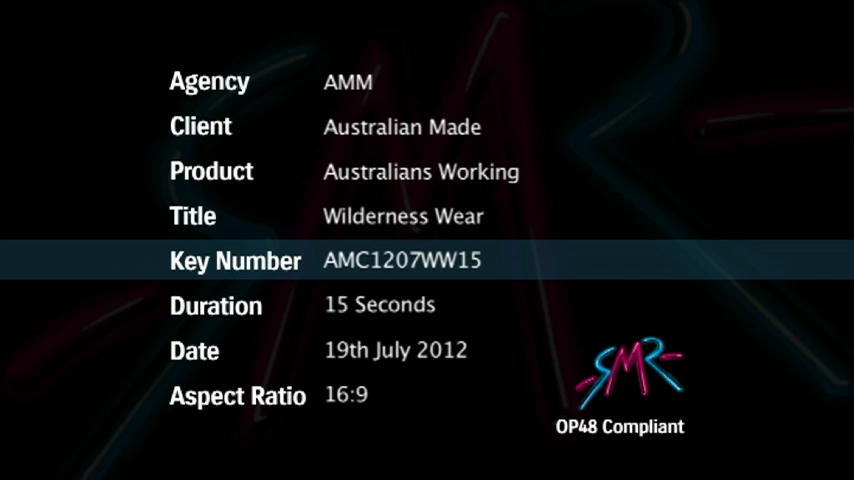 Agency AMM
Client Australian Made
Product Australians Working
Title Wilderness Wear
Key Number AMC1207WW15
Duration 15 Seconds
Date 19th July 2012
Aspect Ratio 16:9
SMR
OP48 Compliant